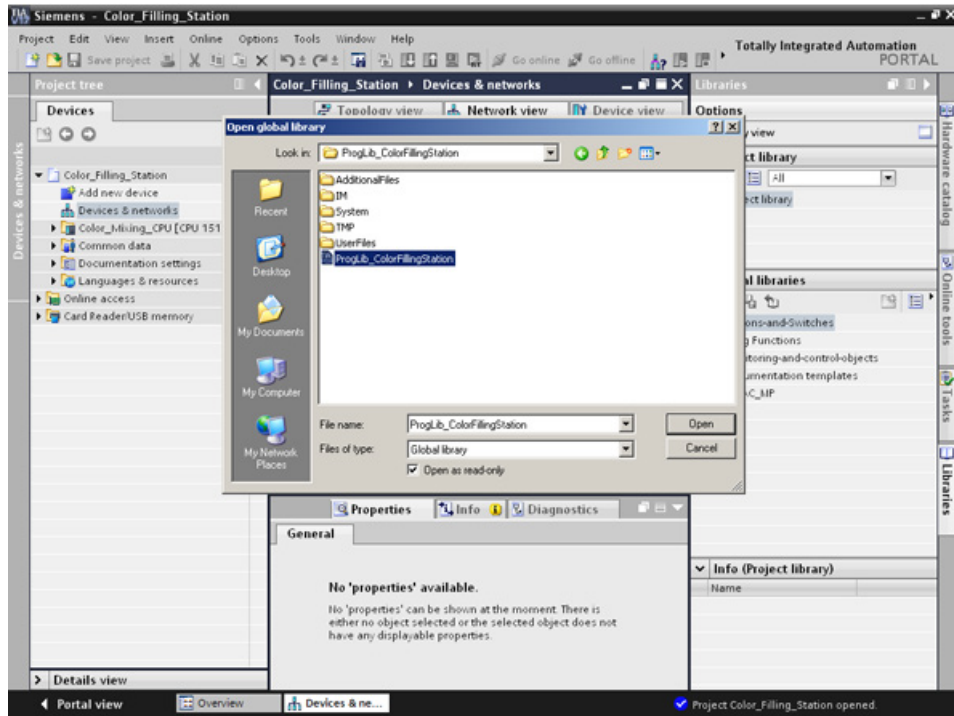 Siemens - Color_Filling_Station
Project Edit View Insert Online Options Tools Window Help
Save project
Go online
Go offline
Totally Integrated Automation
PORTAL
Project tree
Color_Filling_Station
Devices & networks
Libraries
Devices
Topology view
Network view
Device view
Options
Open global library
view
Look in:
ProgLib_ColorFillingStation
ct library
All
ect library
Color_Filling_Station
Add new device
Devices & networks
Color_Mixing_CPU [CPU 151
Common data
Documentation settings
Languages & resources
Online access
Card Reader/USB memory
Recent
Desktop
My Documents
My Computer
My Network
Places
AdditionalFiles
IM
System
TMP
UserFiles
ProgLib_ColorFillingStation
File name:
ProgLib_ColorFillingStation
Open
Files of type:
Global library
Cancel
Open as read-only
al libraries
ons-and-Switches
g Functions
itoring-and-control-objects
umentation templates
AC_MP
Devices & networks
Hardware catalog
Online tools
Tasks
Libraries
Properties
Info
Diagnostics
General
No 'properties' available.
No 'properties' can be shown at the moment. There is
either no object selected or the selected object does not
have any displayable properties.
Info (Project library)
Name
Details view
Portal view
Overview
Devices & ne...
Project Color_Filling_Station opened.